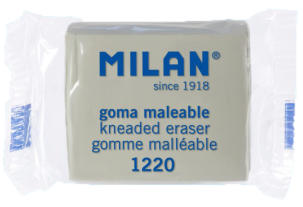 MILAN®
since 1918
goma maleable
kneaded eraser
gomme malléable
1220